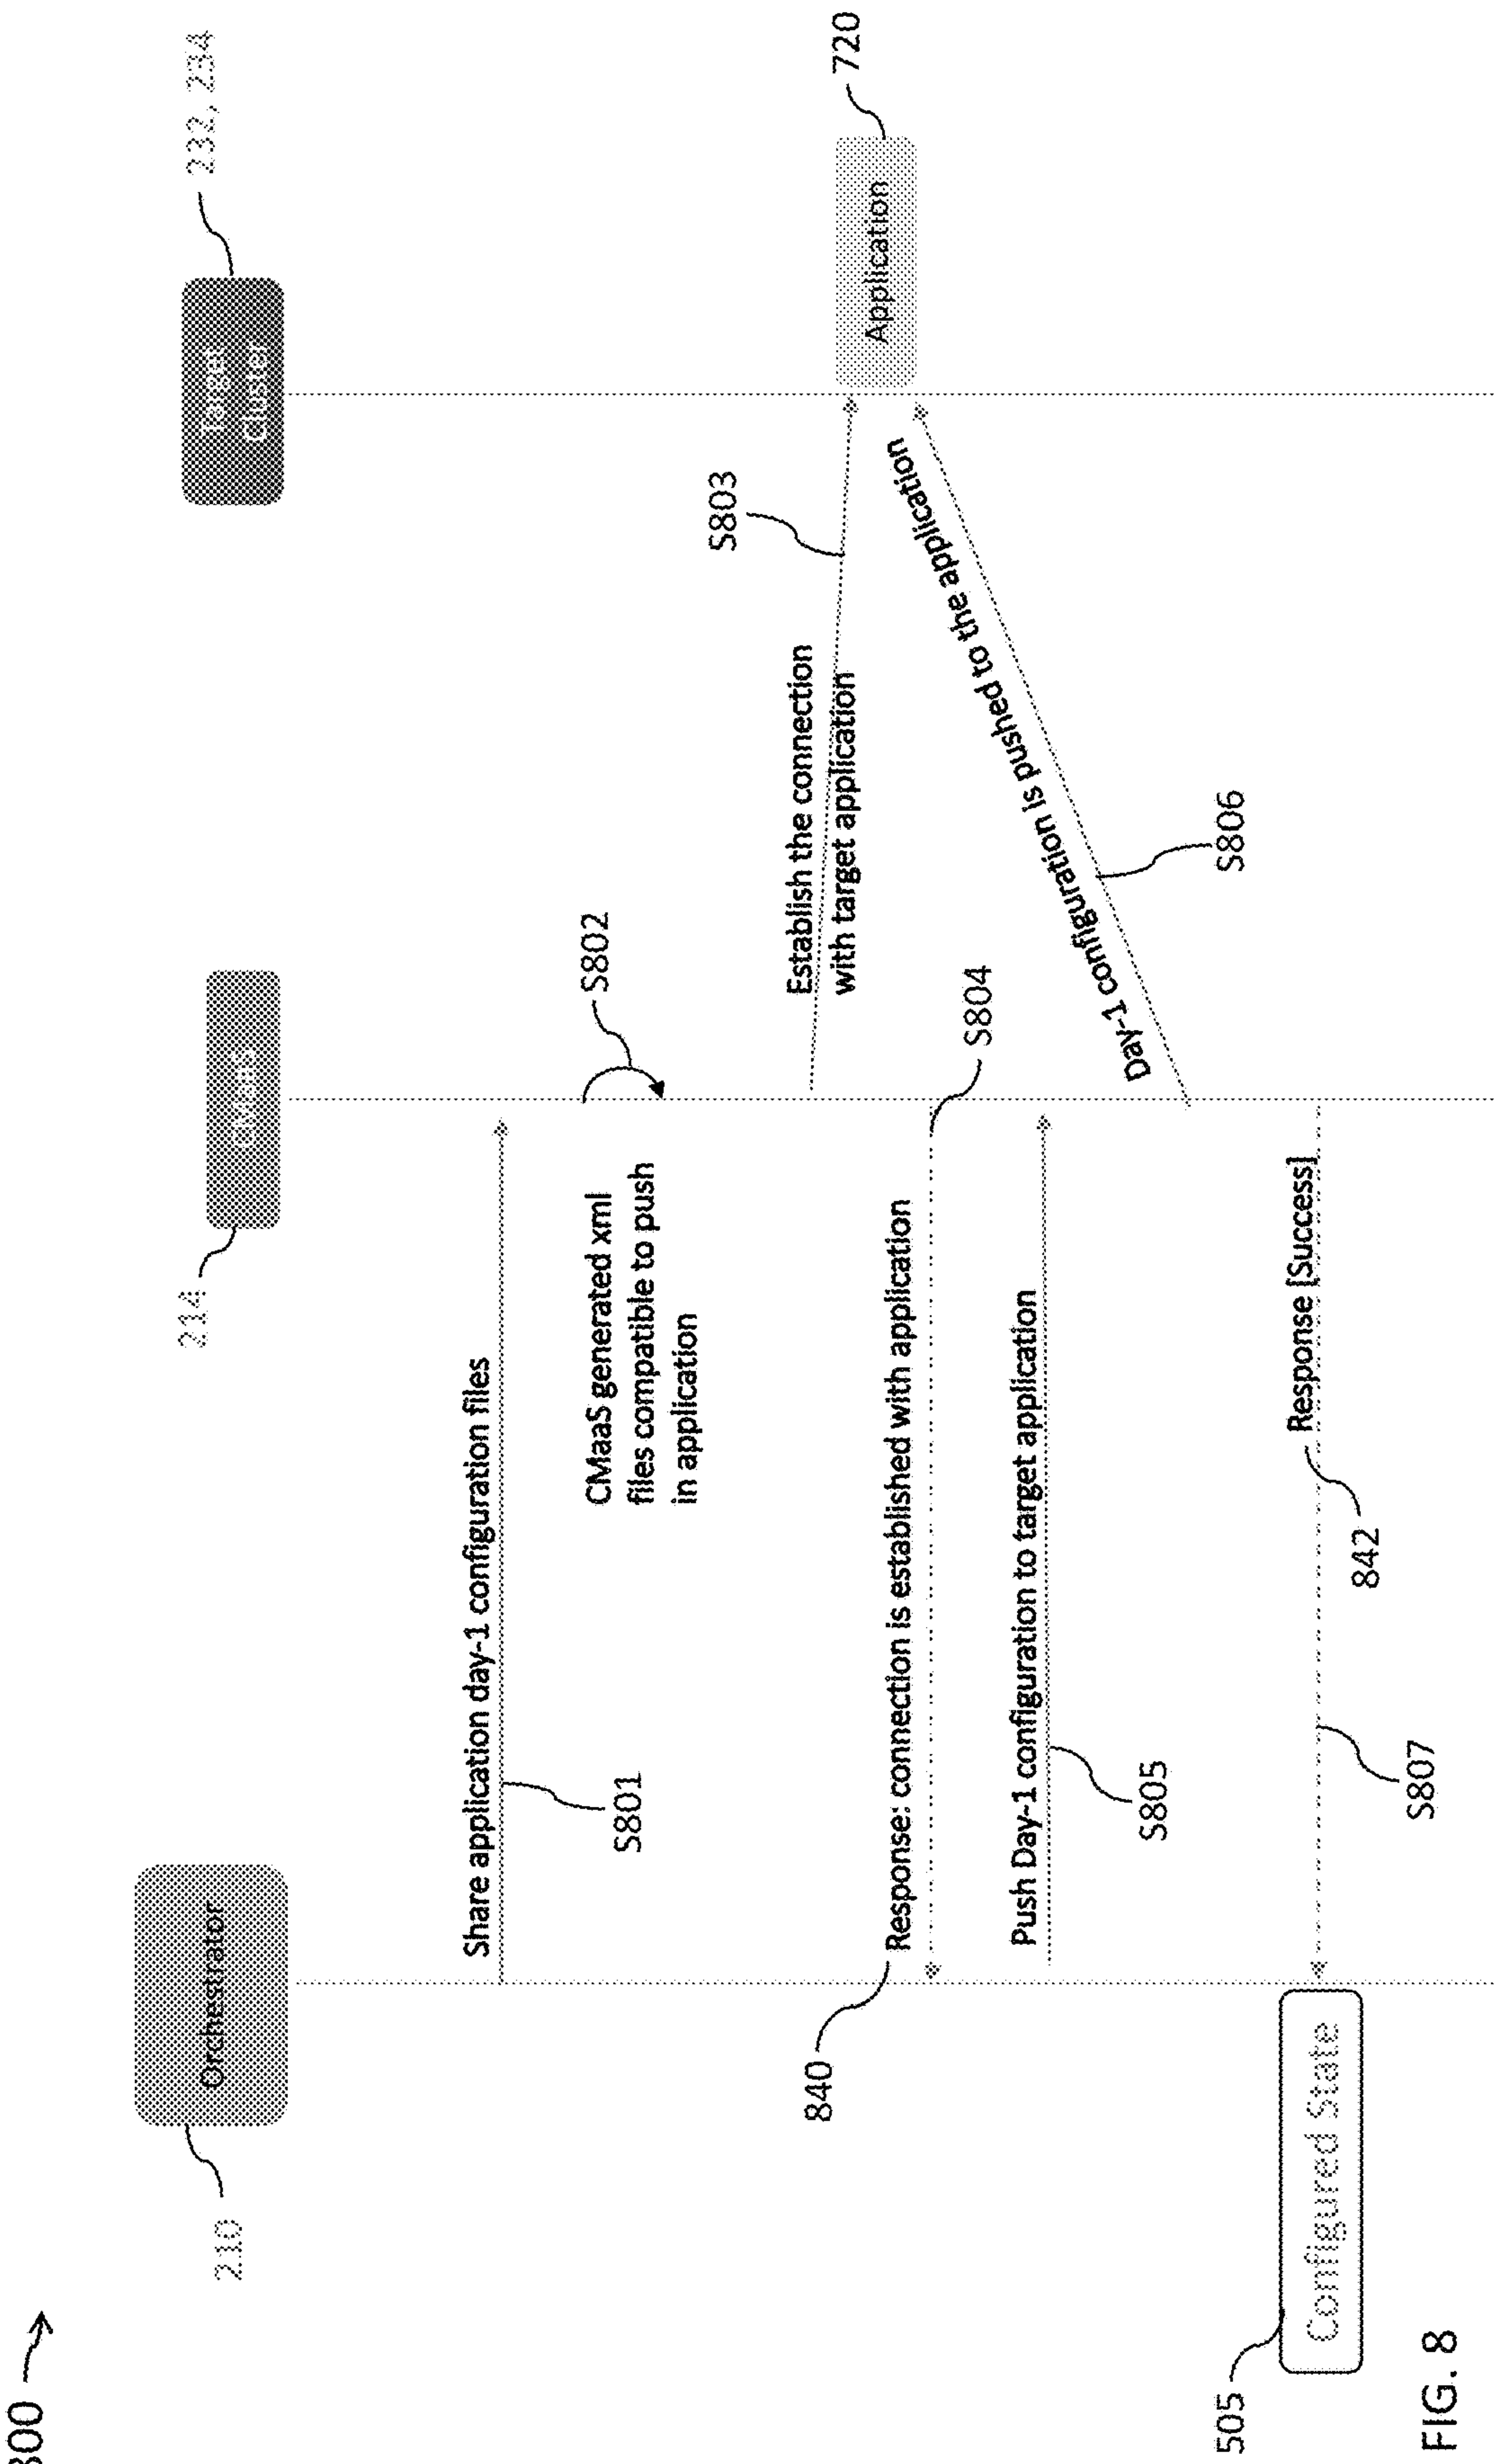 800
Orchestrator
210
CMaaS
214
Target
Cluster
232, 234
Share application day-1 configuration files
S801
S802
CMaaS generated xml
files compatible to push
in application
S803
Establish the connection
with target application
Application
720
840
Response: connection is established with application
S804
Push Day-1 configuration to target application
S805
Day-1 configuration is pushed to the application
S806
Response [Success]
842
S807
Configured State
505
FIG. 8